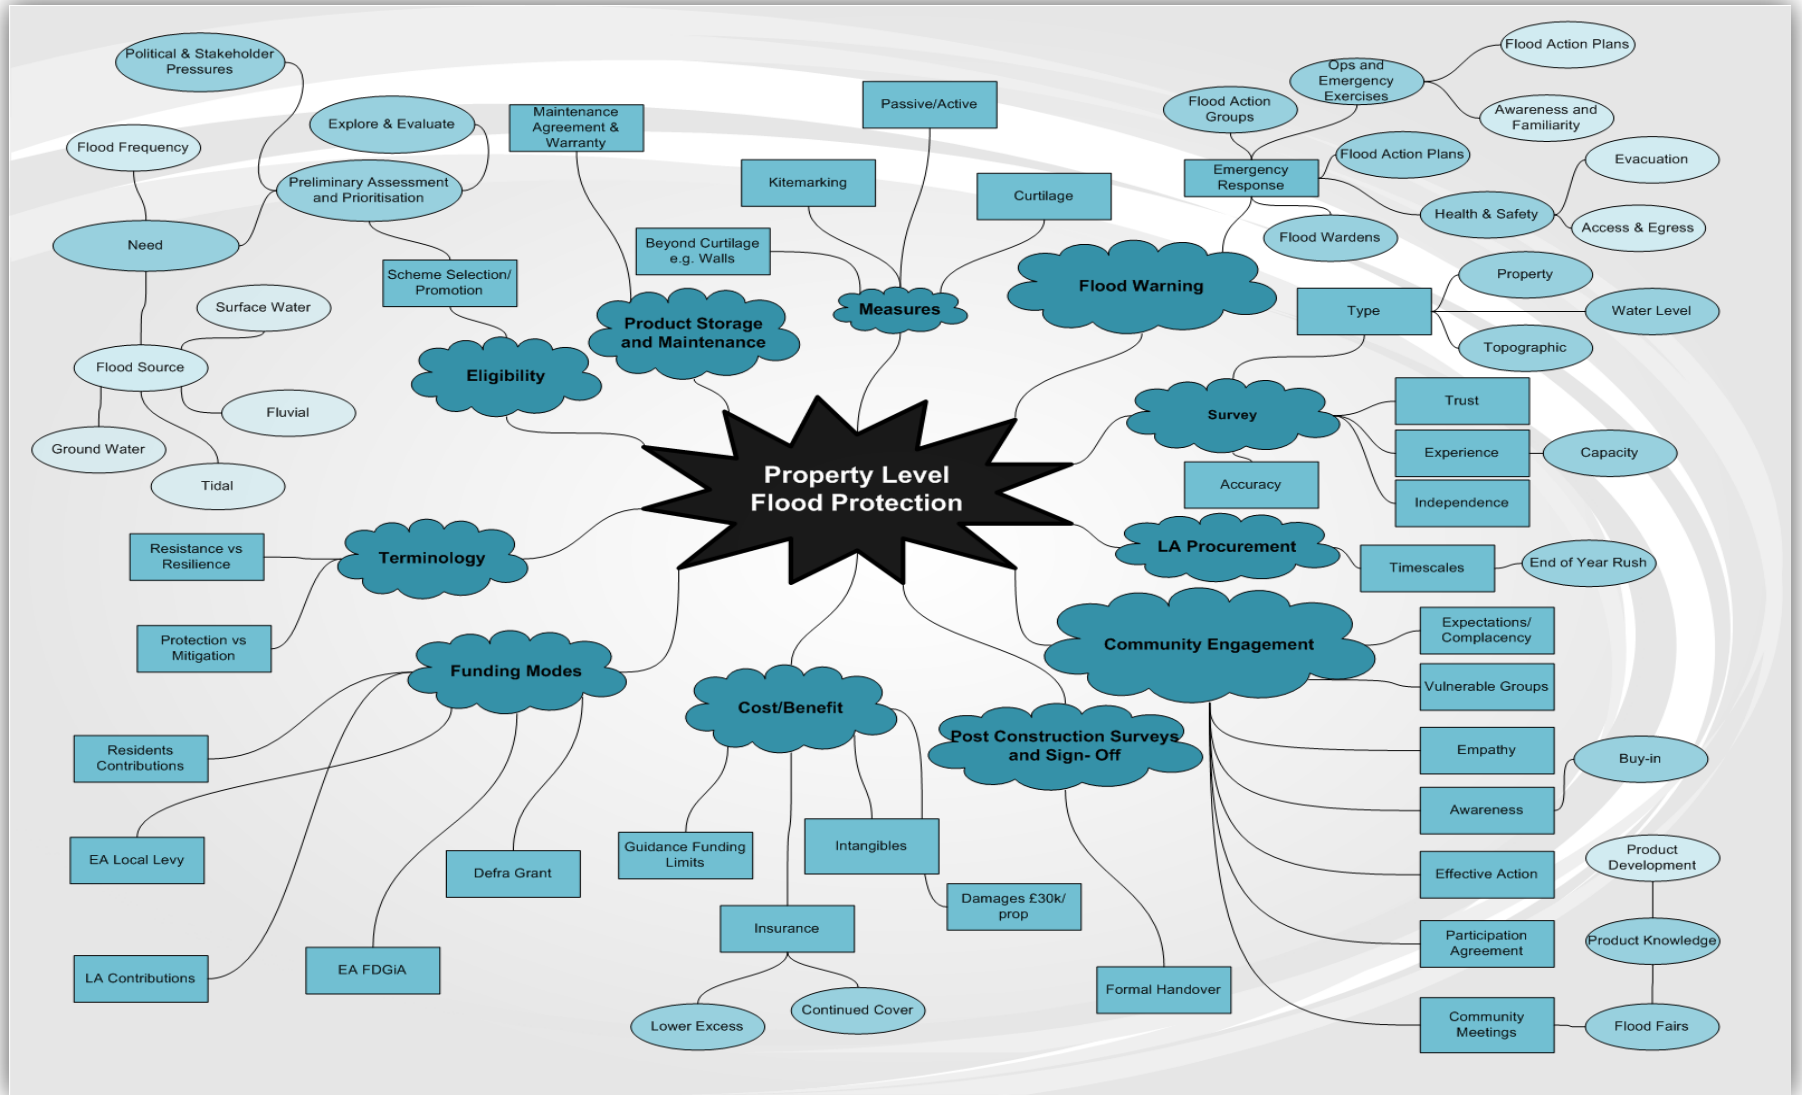 Political & Stakeholder
Pressures
Flood Frequency
Explore & Evaluate
Preliminary Assessment
and Prioritisation
Need
Scheme Selection/
Promotion
Surface Water
Flood Source
Fluvial
Ground Water
Tidal
Eligibility
Maintenance
Agreement &
Warranty
Product Storage
and Maintenance
Passive/Active
Kitemarking
Curtilage
Beyond Curtilage
e.g. Walls
Measures
Flood Action Plans
Ops and
Emergency
Exercises
Flood Action
Groups
Awareness and
Familiarity
Flood Action Plans
Evacuation
Emergency
Response
Health & Safety
Access & Egress
Flood Wardens
Flood Warning
Property
Type
Water Level
Topographic
Survey
Trust
Experience
Capacity
Accuracy
Independence
Property Level
Flood Protection
LA Procurement
Timescales
End of Year Rush
Terminology
Resistance vs
Resilience
Protection vs
Mitigation
Funding Modes
Residents
Contributions
EA Local Levy
LA Contributions
EA FDGiA
Defra Grant
Cost/Benefit
Guidance Funding
Limits
Intangibles
Damages £30k/
prop
Insurance
Lower Excess
Continued Cover
Post Construction Surveys
and Sign- Off
Formal Handover
Community Engagement
Expectations/
Complacency
Vulnerable Groups
Empathy
Buy-in
Awareness
Effective Action
Participation
Agreement
Community
Meetings
Product
Development
Product Knowledge
Flood Fairs